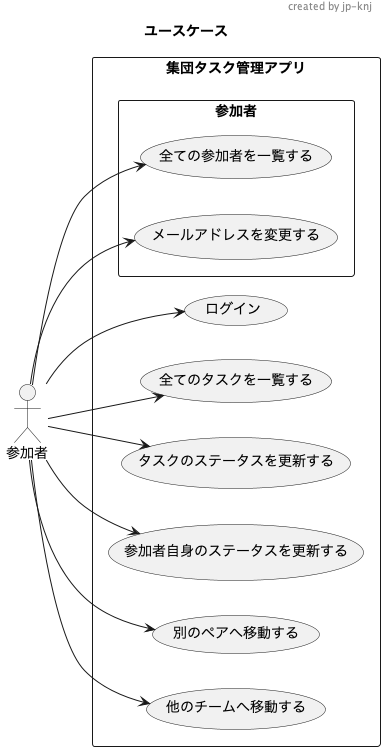 created by jp-knj
ユースケース
集団タスク管理アプリ
参加者
全ての参加者を一覧する
メールアドレスを変更する
ログイン
全てのタスクを一覧する
参加者
タスクのステータスを更新する
参加者自身のステータスを更新する
別のペアへ移動する
他のチームへ移動する